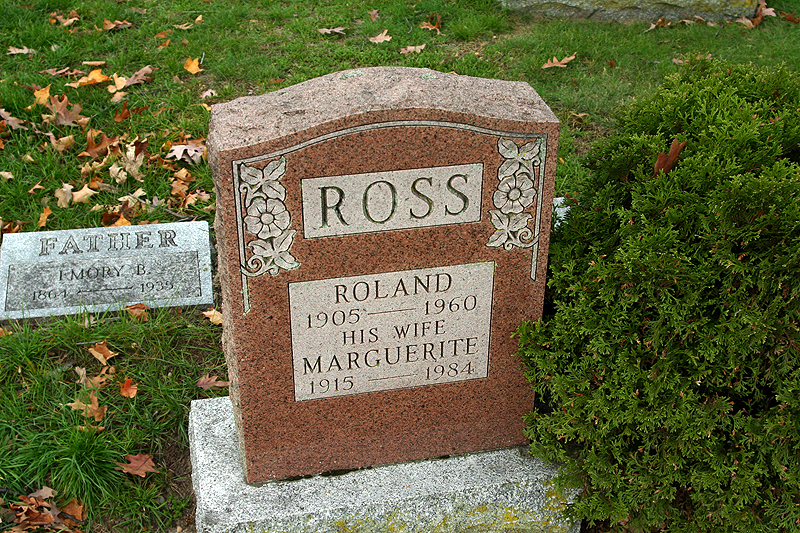 FATHER
EMORY B.
1864 — 1939
ROSS
ROLAND
1905 — 1960
HIS WIFE
MARGUERITE
1915 — 1984